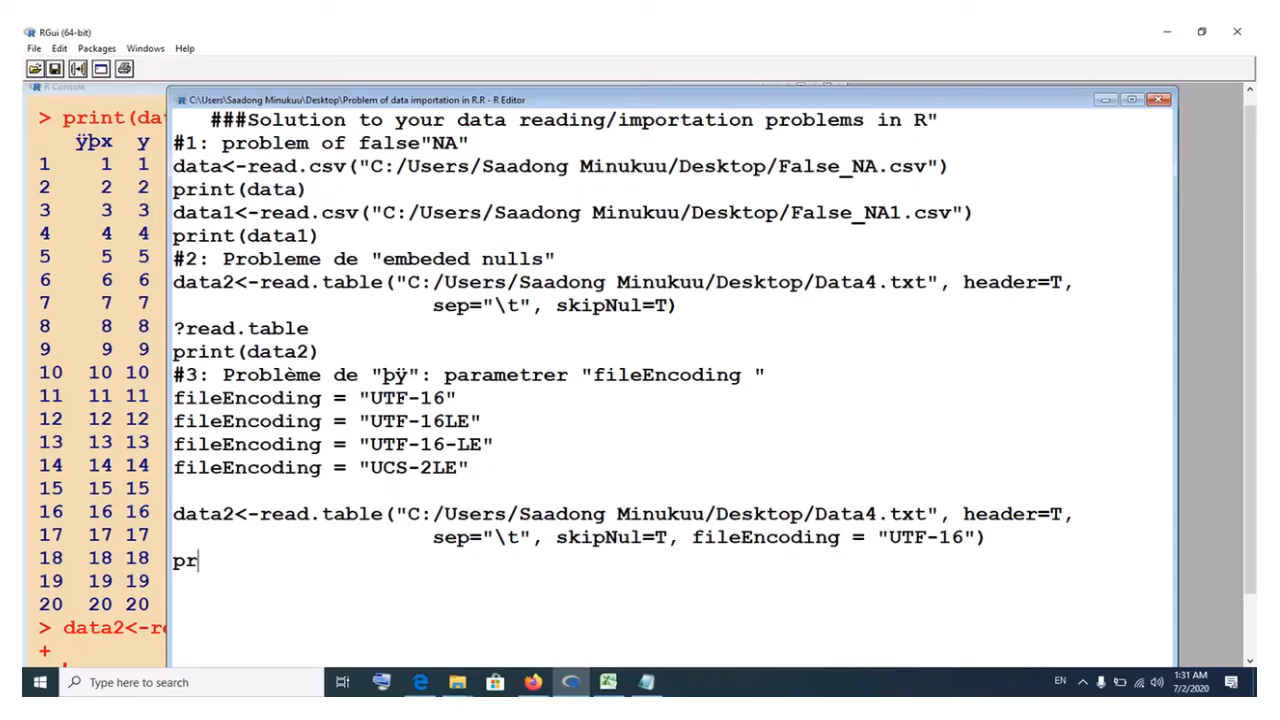 RGui (64-bit)
File Edit Packages Windows Help
R Console
> print(da
ÿþx y
1 1 1
2 2 2
3 3 3
4 4 4
5 5 5
6 6 6
7 7 7
8 8 8
9 9 9
10 10 10
11 11 11
12 12 12
13 13 13
14 14 14
15 15 15
16 16 16
17 17 17
18 18 18
19 19 19
20 20 20
> data2<-re
+
C:\Users\Saadong Minukuu\Desktop\Problem of data importation in R.R - R Editor
###Solution to your data reading/importation problems in R"
#1: problem of false"NA"
data<-read.csv("C:/Users/Saadong Minukuu/Desktop/False_NA.csv")
print(data)
data1<-read.csv("C:/Users/Saadong Minukuu/Desktop/False_NA1.csv")
print(data1)
#2: Probleme de "embeded nulls"
data2<-read.table("C:/Users/Saadong Minukuu/Desktop/Data4.txt", header=T,
sep="\t", skipNul=T)
?read.table
print(data2)
#3: Problème de "þÿ": parametrer "fileEncoding "
fileEncoding = "UTF-16"
fileEncoding = "UTF-16LE"
fileEncoding = "UTF-16-LE"
fileEncoding = "UCS-2LE"
data2<-read.table("C:/Users/Saadong Minukuu/Desktop/Data4.txt", header=T,
sep="\t", skipNul=T, fileEncoding = "UTF-16")
pr
Type here to search
EN
1:31 AM
7/2/2020